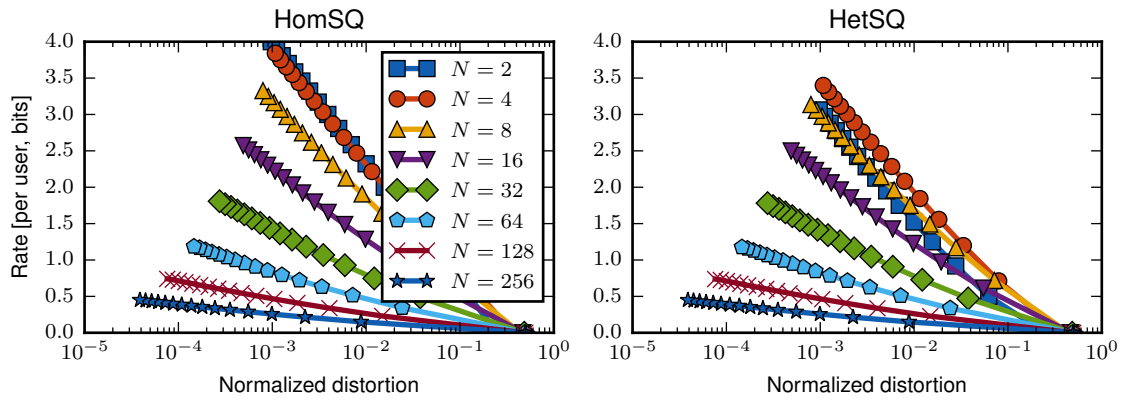 HomSQ
HetSQ
Rate [per user, bits]
4.0
3.5
3.0
2.5
2.0
1.5
1.0
0.5
0.0
10^-5 10^-4 10^-3 10^-2 10^-1 10^0
Normalized distortion
N = 2
N = 4
N = 8
N = 16
N = 32
N = 64
N = 128
N = 256
4.0
3.5
3.0
2.5
2.0
1.5
1.0
0.5
0.0
10^-5 10^-4 10^-3 10^-2 10^-1 10^0
Normalized distortion